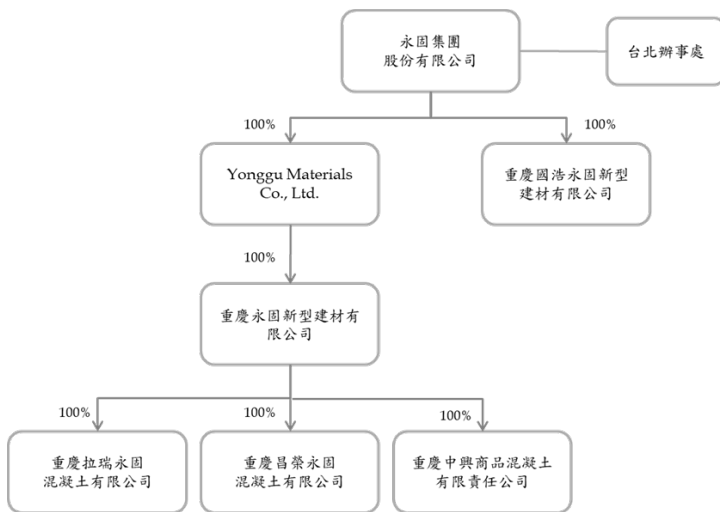 永固集團
股份有限公司
台北辦事處
100%
100%
Yonggu Materials
Co., Ltd.
重慶國浩永固新型
建材有限公司
100%
重慶永固新型建材有
限公司
100%
100%
100%
重慶拉瑞永固
混凝土有限公司
重慶昌榮永固
混凝土有限公司
重慶中興商品混凝土
有限責任公司